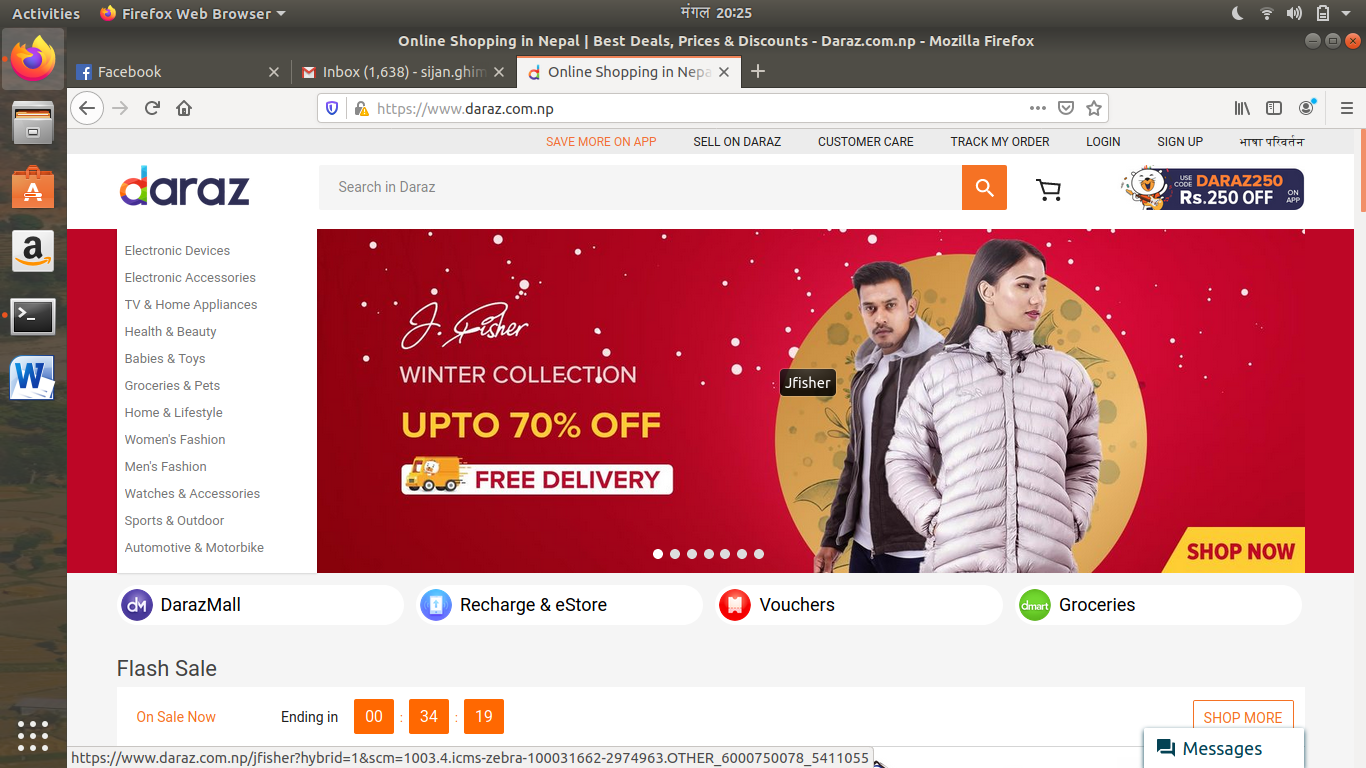 Activities
Firefox Web Browser
मंगल 20:25
Online Shopping in Nepal | Best Deals, Prices & Discounts - Daraz.com.np - Mozilla Firefox
Facebook
Inbox (1,638) - sijan.ghim
Online Shopping in Nepa
https://www.daraz.com.np
SAVE MORE ON APP
SELL ON DARAZ
CUSTOMER CARE
TRACK MY ORDER
LOGIN
SIGN UP
भाषा परिवर्तन
daraz
Search in Daraz
USE CODE DARAZ250
Rs.250 OFF ON APP
Electronic Devices
Electronic Accessories
TV & Home Appliances
Health & Beauty
Babies & Toys
Groceries & Pets
Home & Lifestyle
Women's Fashion
Men's Fashion
Watches & Accessories
Sports & Outdoor
Automotive & Motorbike
J. Fisher
WINTER COLLECTION
UPTO 70% OFF
FREE DELIVERY
Jfisher
SHOP NOW
DarazMall
Recharge & eStore
Vouchers
dmart
Groceries
Flash Sale
On Sale Now
Ending in 00 : 34 : 19
SHOP MORE
Messages
https://www.daraz.com.np/jfisher?hybrid=1&scm=1003.4.icms-zebra-100031662-2974963.OTHER_6000750078_5411055